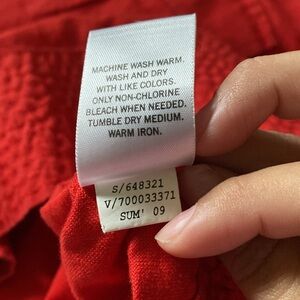 MACHINE WASH WARM.
WASH AND DRY
WITH LIKE COLORS.
ONLY NON-CHLORINE
BLEACH WHEN NEEDED.
TUMBLE DRY MEDIUM.
WARM IRON.
S/648321
V/700033371
SUM' 09